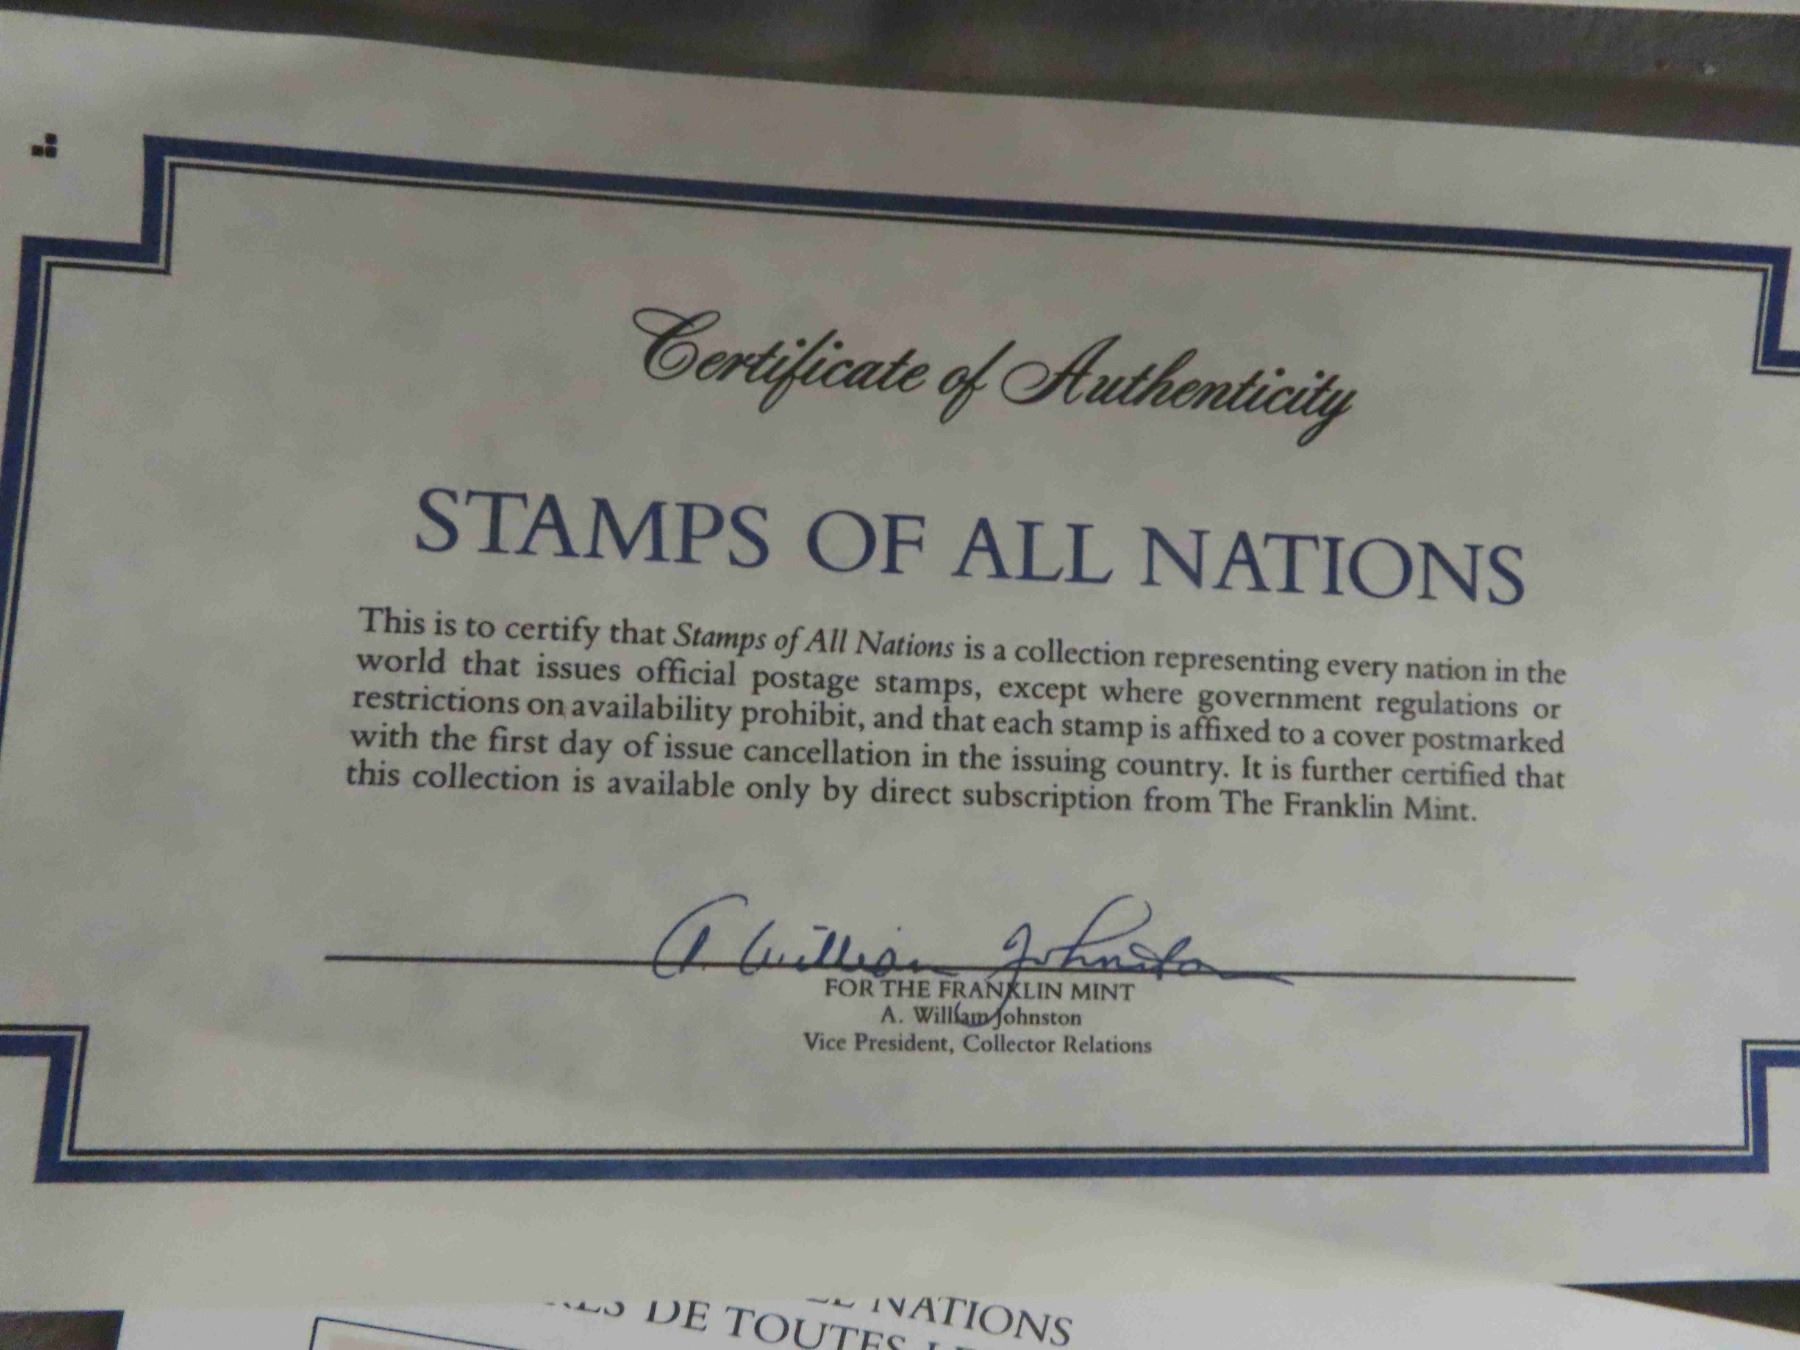 Certificate of Authenticity
STAMPS OF ALL NATIONS
This is to certify that Stamps of All Nations is a collection representing every nation in the
world that issues official postage stamps, except where government regulations or
restrictions on availability prohibit, and that each stamp is affixed to a cover postmarked
with the first day of issue cancellation in the issuing country. It is further certified that
this collection is available only by direct subscription from The Franklin Mint.
A. William Johnston
FOR THE FRANKLIN MINT
A. William Johnston
Vice President, Collector Relations
NATIONS
DE TOUTES